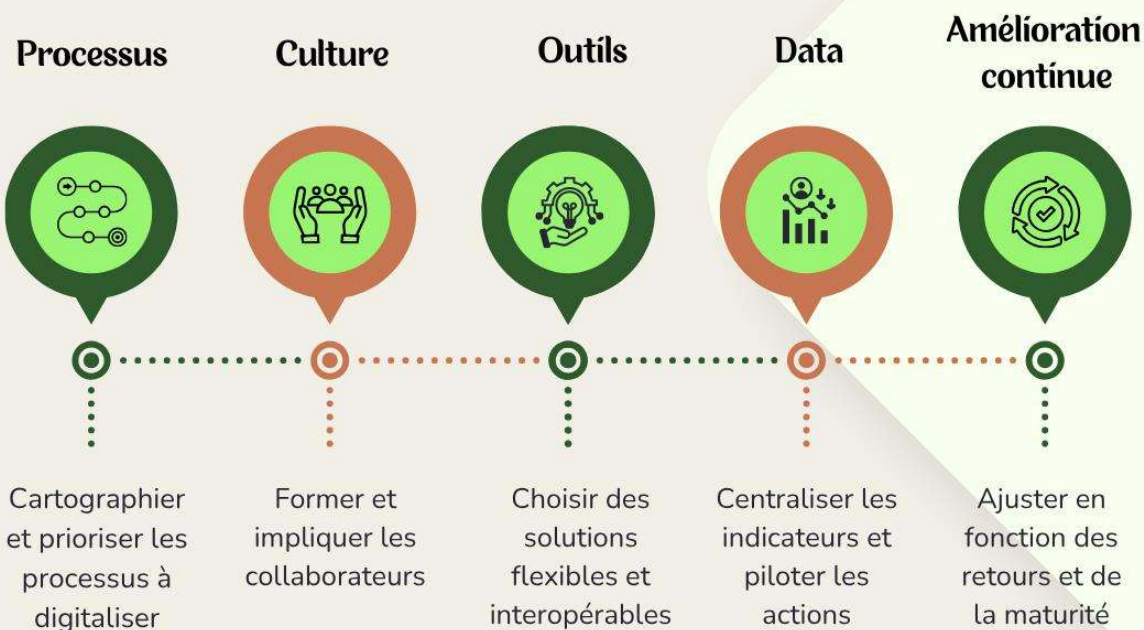 Processus
Culture
Outils
Data
Amélioration
continue
Cartographier
et prioriser les
processus à
digitaliser
Former et
impliquer les
collaborateurs
Choisir des
solutions
flexibles et
interopérables
Centraliser les
indicateurs et
piloter les
actions
Ajuster en
fonction des
retours et de
la maturité